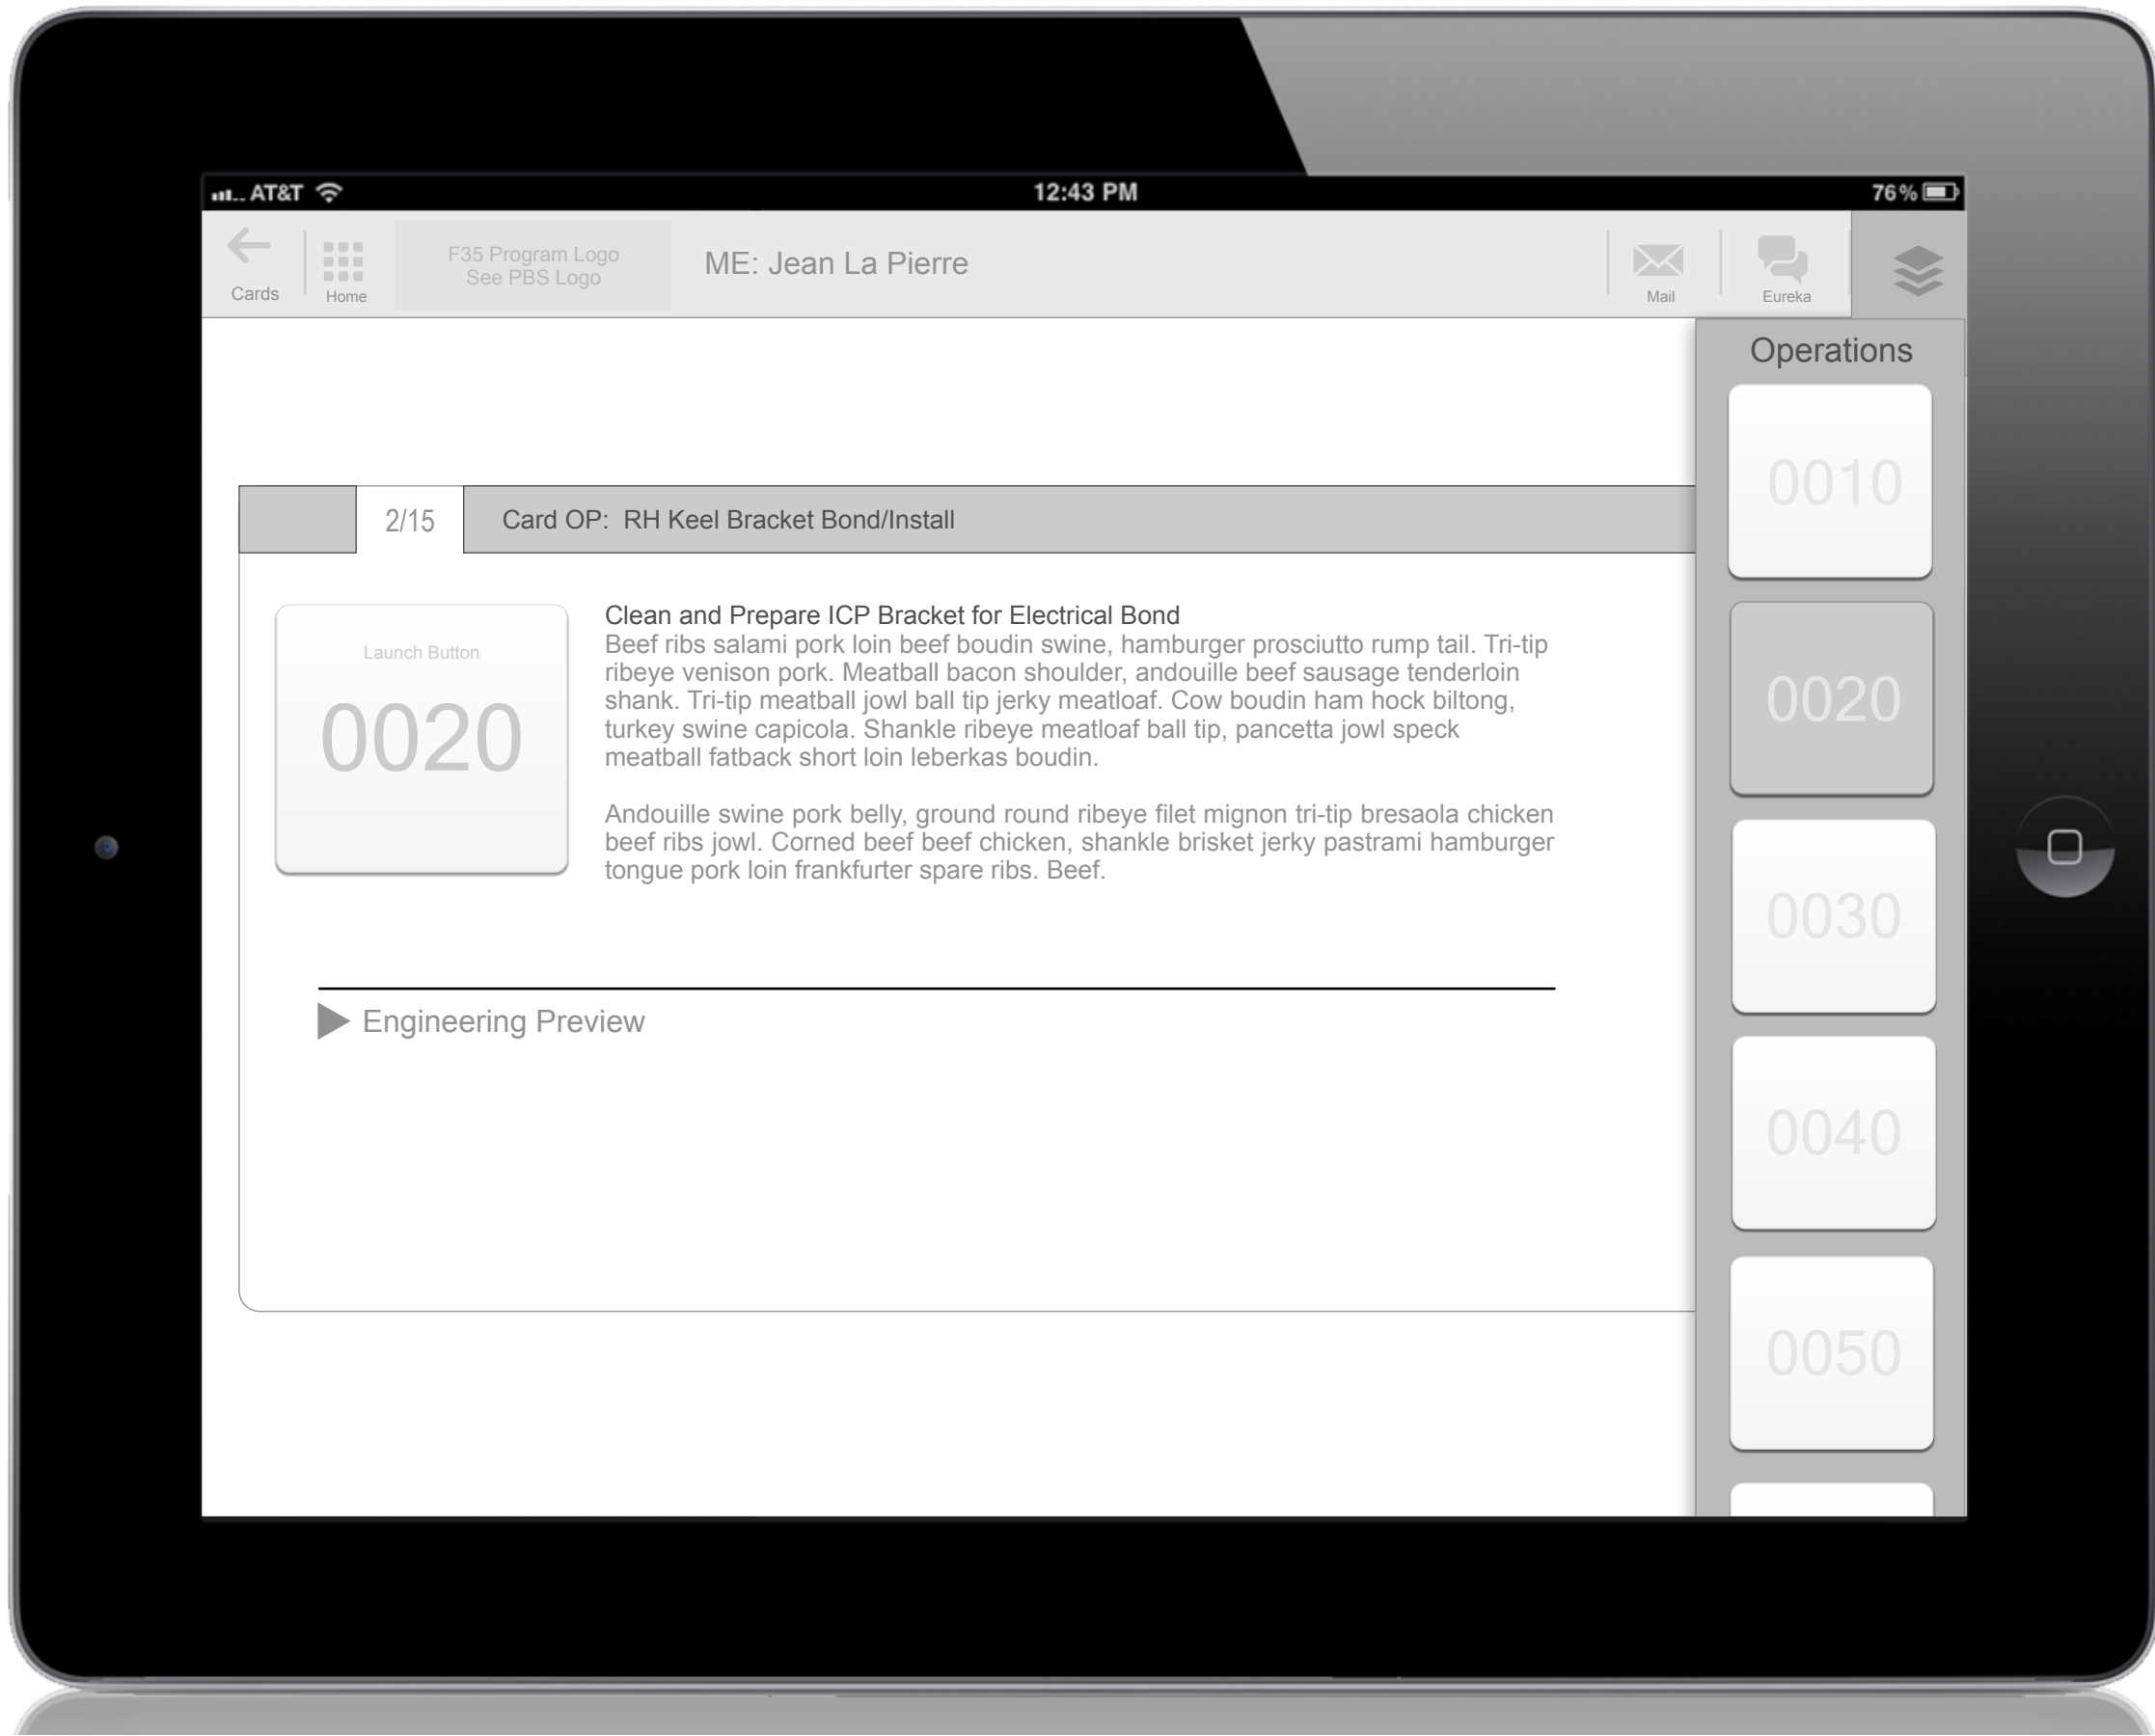 AT&T
12:43 PM
76%
Cards
Home
F35 Program Logo
See PBS Logo
ME: Jean La Pierre
Mail
Eureka
Operations
0010
0020
0030
0040
0050
2/15
Card OP: RH Keel Bracket Bond/Install
Launch Button
0020
Clean and Prepare ICP Bracket for Electrical Bond
Beef ribs salami pork loin beef boudin swine, hamburger prosciutto rump tail. Tri-tip
ribeye venison pork. Meatball bacon shoulder, andouille beef sausage tenderloin
shank. Tri-tip meatball jowl ball tip jerky meatloaf. Cow boudin ham hock biltong,
turkey swine capicola. Shankle ribeye meatloaf ball tip, pancetta jowl speck
meatball fatback short loin leberkas boudin.
Andouille swine pork belly, ground round ribeye filet mignon tri-tip bresaola chicken
beef ribs jowl. Corned beef beef chicken, shankle brisket jerky pastrami hamburger
tongue pork loin frankfurter spare ribs. Beef.
Engineering Preview